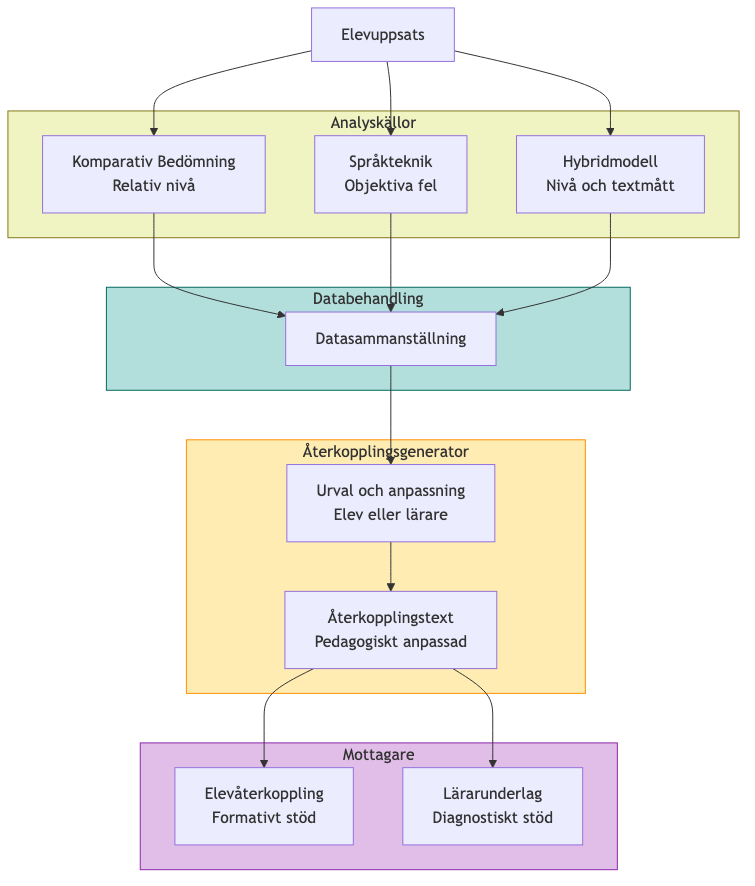 Elevuppsats
Analyskällor
Komparativ Bedömning
Relativ nivå
Språkteknik
Objektiva fel
Hybridmodell
Nivå och textmått
Databehandling
Datasammanställning
Återkopplingsgenerator
Urval och anpassning
Elev eller lärare
Återkopplingstext
Pedagogiskt anpassad
Mottagare
Elevåterkoppling
Formativt stöd
Lärarunderlag
Diagnostiskt stöd